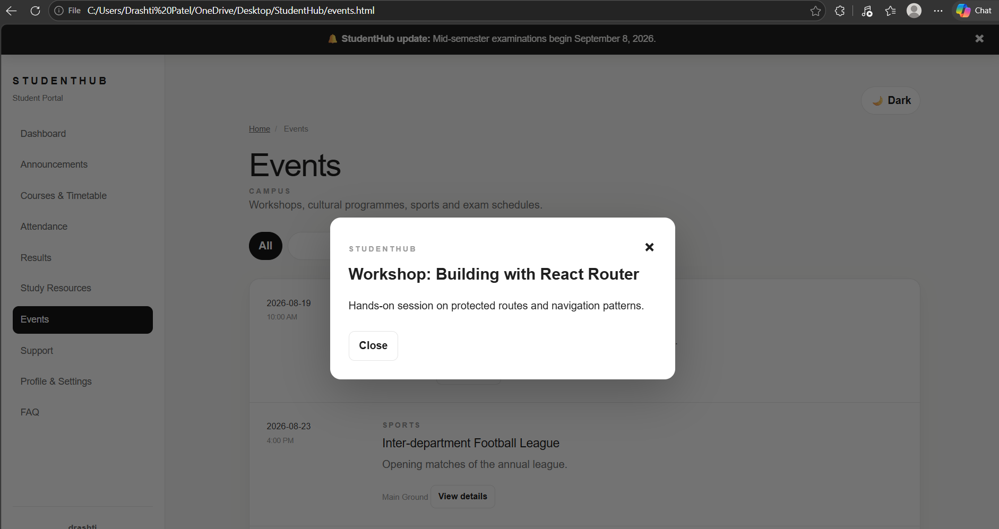 File C:/Users/Drashti%20Patel/OneDrive/Desktop/StudentHub/events.html
Chat
🔔 StudentHub update: Mid-semester examinations begin September 8, 2026.
STUDENTHUB
Student Portal
Dashboard
Announcements
Courses & Timetable
Attendance
Results
Study Resources
Events
Support
Profile & Settings
FAQ
drashti
🌙 Dark
Home / Events
Events
CAMPUS
Workshops, cultural programmes, sports and exam schedules.
All
STUDENTHUB
Workshop: Building with React Router
Hands-on session on protected routes and navigation patterns.
Close
2026-08-19
10:00 AM
2026-08-23
4:00 PM
SPORTS
Inter-department Football League
Opening matches of the annual league.
Main Ground View details